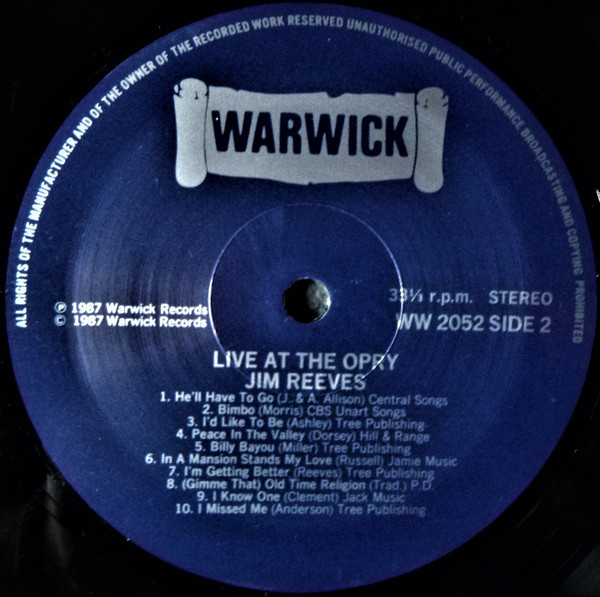 ALL RIGHTS OF THE MANUFACTURER AND OF THE OWNER OF THE RECORDED WORK RESERVED UNAUTHORISED PUBLIC PERFORMANCE BROADCASTING AND COPYING PROHIBITED
WARWICK
33⅓ r.p.m. STEREO
℗ 1987 Warwick Records
© 1987 Warwick Records
WW 2052 SIDE 2
LIVE AT THE OPRY
JIM REEVES
1. He'll Have To Go (J. & A. Allison) Central Songs
2. Bimbo (Morris) CBS Unart Songs
3. I'd Like To Be (Ashley) Tree Publishing
4. Peace In The Valley (Dorsey) Hill & Range
5. Billy Bayou (Miller) Tree Publishing
6. In A Mansion Stands My Love (Russell) Jamie Music
7. I'm Getting Better (Reeves) Tree Publishing
8. (Gimme That) Old Time Religion (Trad.) P.D.
9. I Know One (Clement) Jack Music
10. I Missed Me (Anderson) Tree Publishing